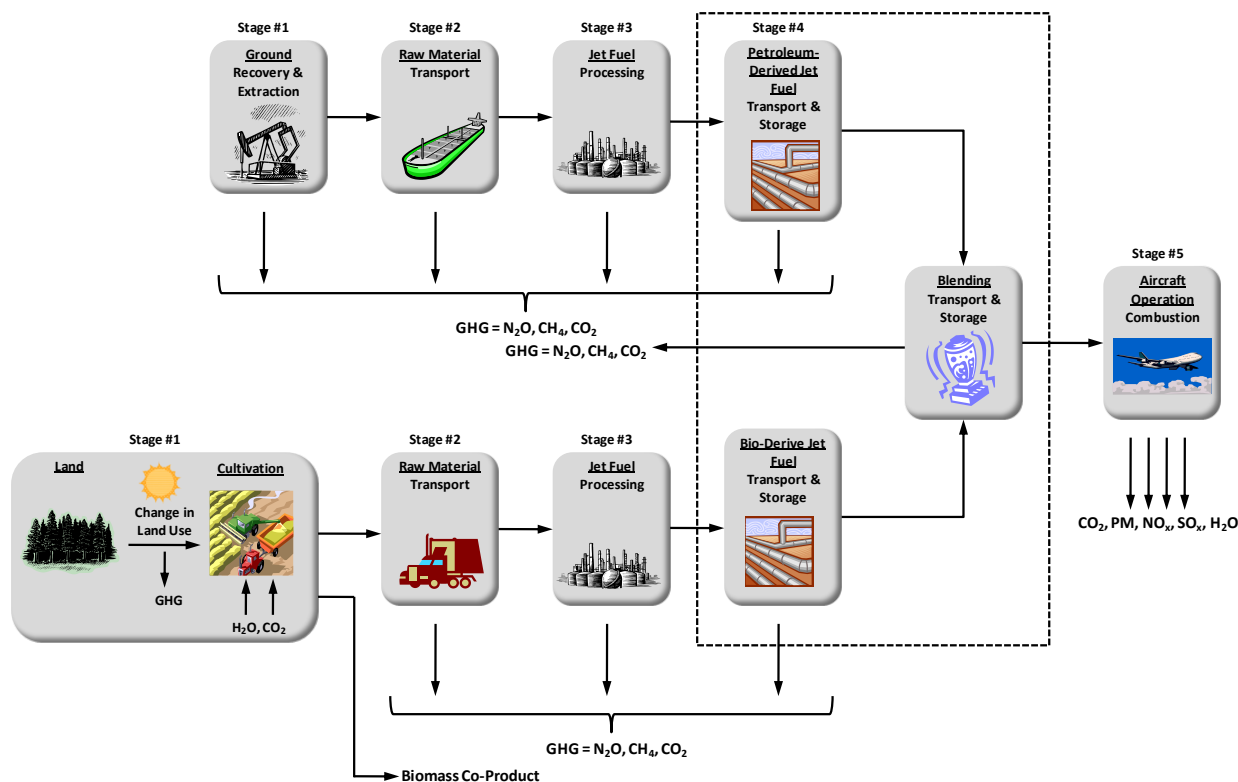 Stage #1
Stage #2
Stage #3
Stage #4
Ground
Recovery &
Extraction
Raw Material
Transport
Jet Fuel
Processing
Petroleum-
Derived Jet
Fuel
Transport &
Storage
GHG = N₂O, CH₄, CO₂
GHG = N₂O, CH₄, CO₂
Blending
Transport &
Storage
Stage #5
Aircraft
Operation
Combustion
CO₂, PM, NOₓ, SOₓ, H₂O
Stage #1
Land
Change in
Land Use
GHG
Cultivation
H₂O, CO₂
Stage #2
Raw Material
Transport
Stage #3
Jet Fuel
Processing
Bio-Derive Jet
Fuel
Transport &
Storage
GHG = N₂O, CH₄, CO₂
Biomass Co-Product